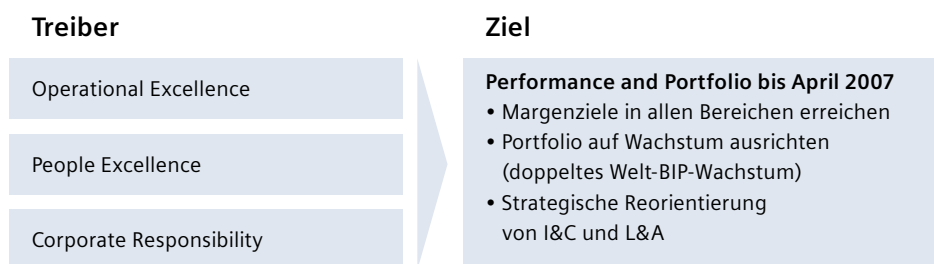 Treiber
Operational Excellence
People Excellence
Corporate Responsibility
Ziel
Performance and Portfolio bis April 2007
• Margenziele in allen Bereichen erreichen
• Portfolio auf Wachstum ausrichten
(doppeltes Welt-BIP-Wachstum)
• Strategische Reorientierung
von I&C und L&A